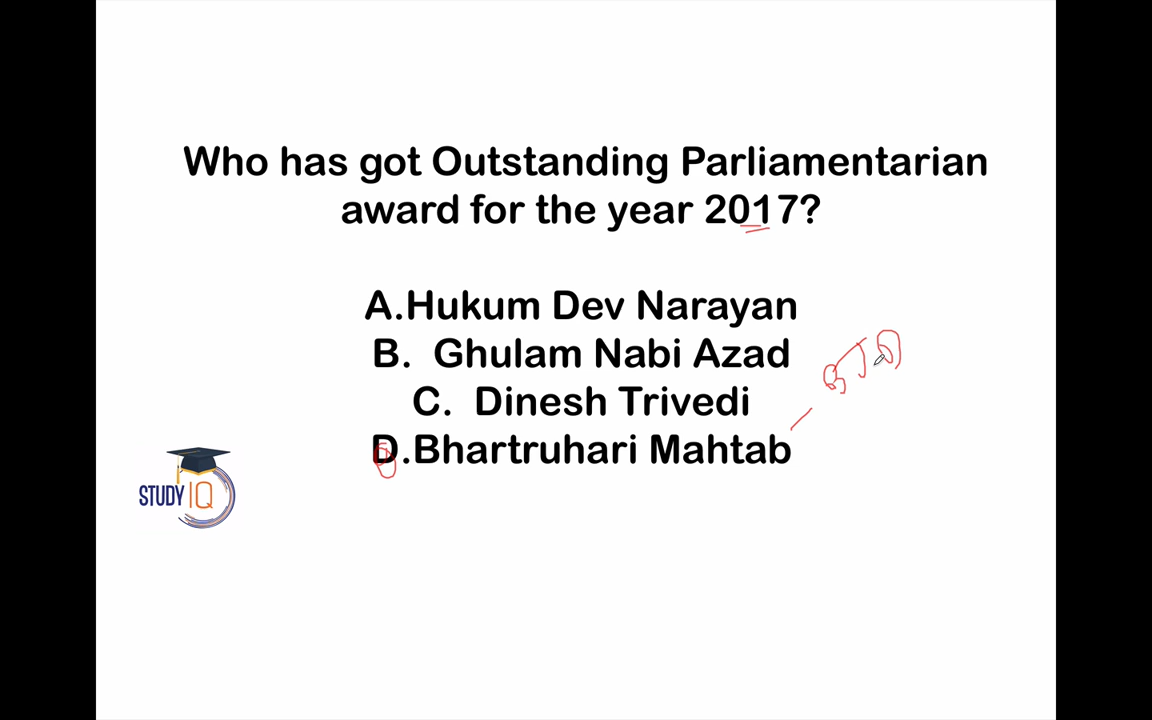 Who has got Outstanding Parliamentarian
award for the year 2017?
A.Hukum Dev Narayan
B. Ghulam Nabi Azad
C. Dinesh Trivedi
D.Bhartruhari Mahtab
STUDY IQ